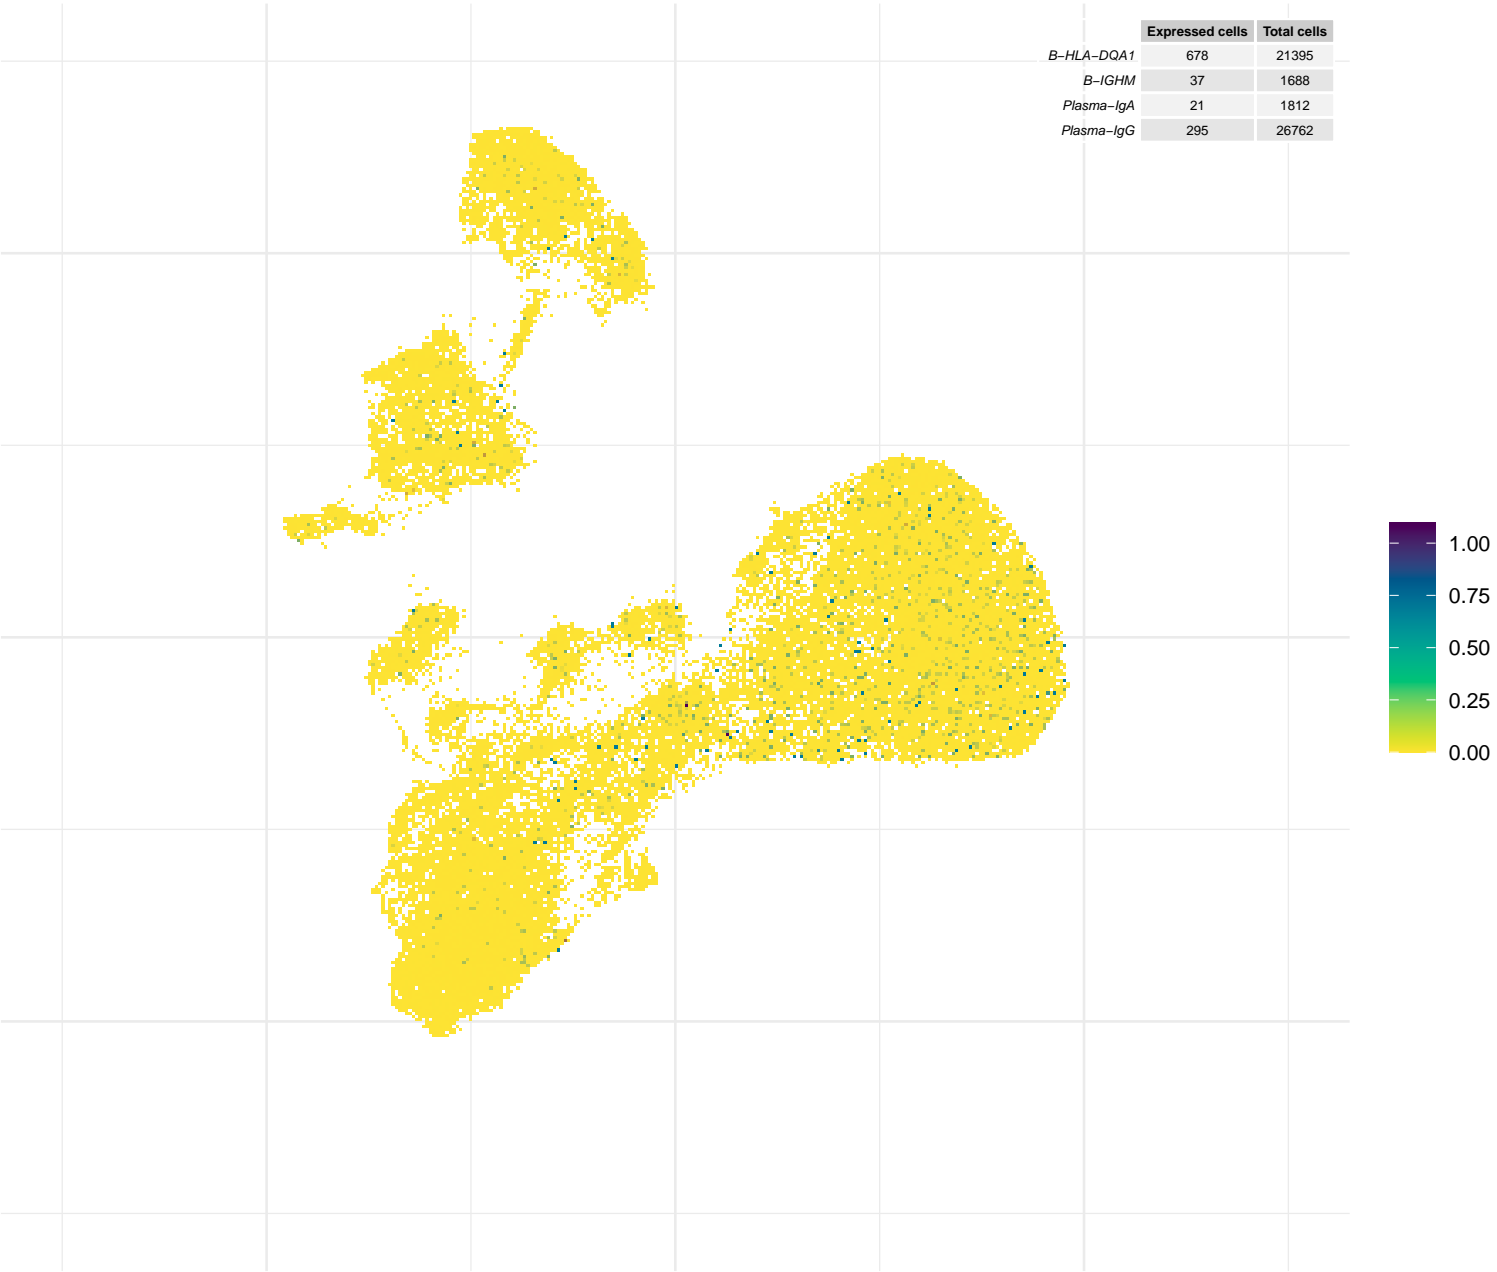 Expressed cells Total cells
B−HLA−DQA1 678 21395
B−IGHM 37 1688
Plasma−IgA 21 1812
Plasma−IgG 295 26762
1.00
0.75
0.50
0.25
0.00